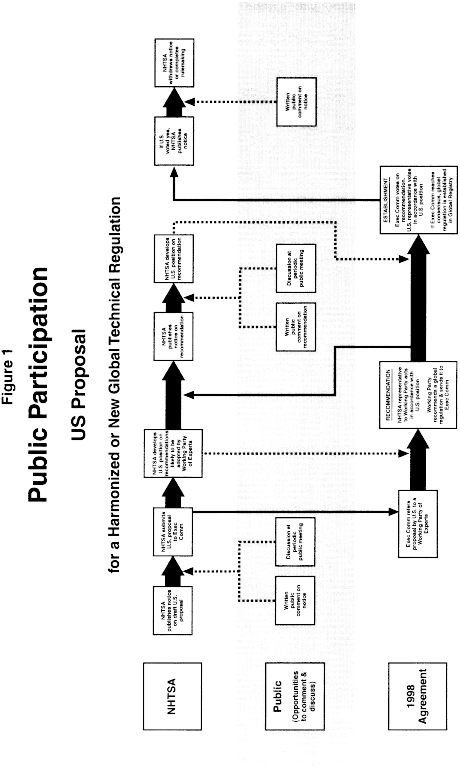 Figure 1
Public Participation
US Proposal
for a Harmonized or New Global Technical Regulation
NHTSA
NHTSA
publishes notice
on draft U.S.
proposal
NHTSA submits
U.S. proposal
to Exec
Comm
NHTSA develops
U.S. position on
recommendations
likely to be
adopted by
Working Party
of Experts
NHTSA
publishes
notice on
recommendation
NHTSA develops
U.S. position on
recommendation
If U.S.
voted yes,
NHTSA
publishes
notice
NHTSA
withdraws notice
or completes
rulemaking
Public
(Opportunities
to comment &
discuss)
Written
public
comment on
notice
Discussion at
periodic
public meeting
Written
public
comment on
recommendation
Discussion at
periodic
public meeting
Written
public
comment on
notice
1998
Agreement
Exec Comm refers
proposal by U.S. to a
Working Party of
Experts
RECOMMENDATION
NHTSA representative
to Working Party acts
in accordance with
U.S. position
Working Party
recommends a global
regulation & sends it to
Exec Comm
ESTABLISHMENT
Exec Comm votes on
recommendation.
U.S. representative votes
in accordance with
U.S. position
If Exec Comm reaches
consensus, global
regulation is established
in Global Registry